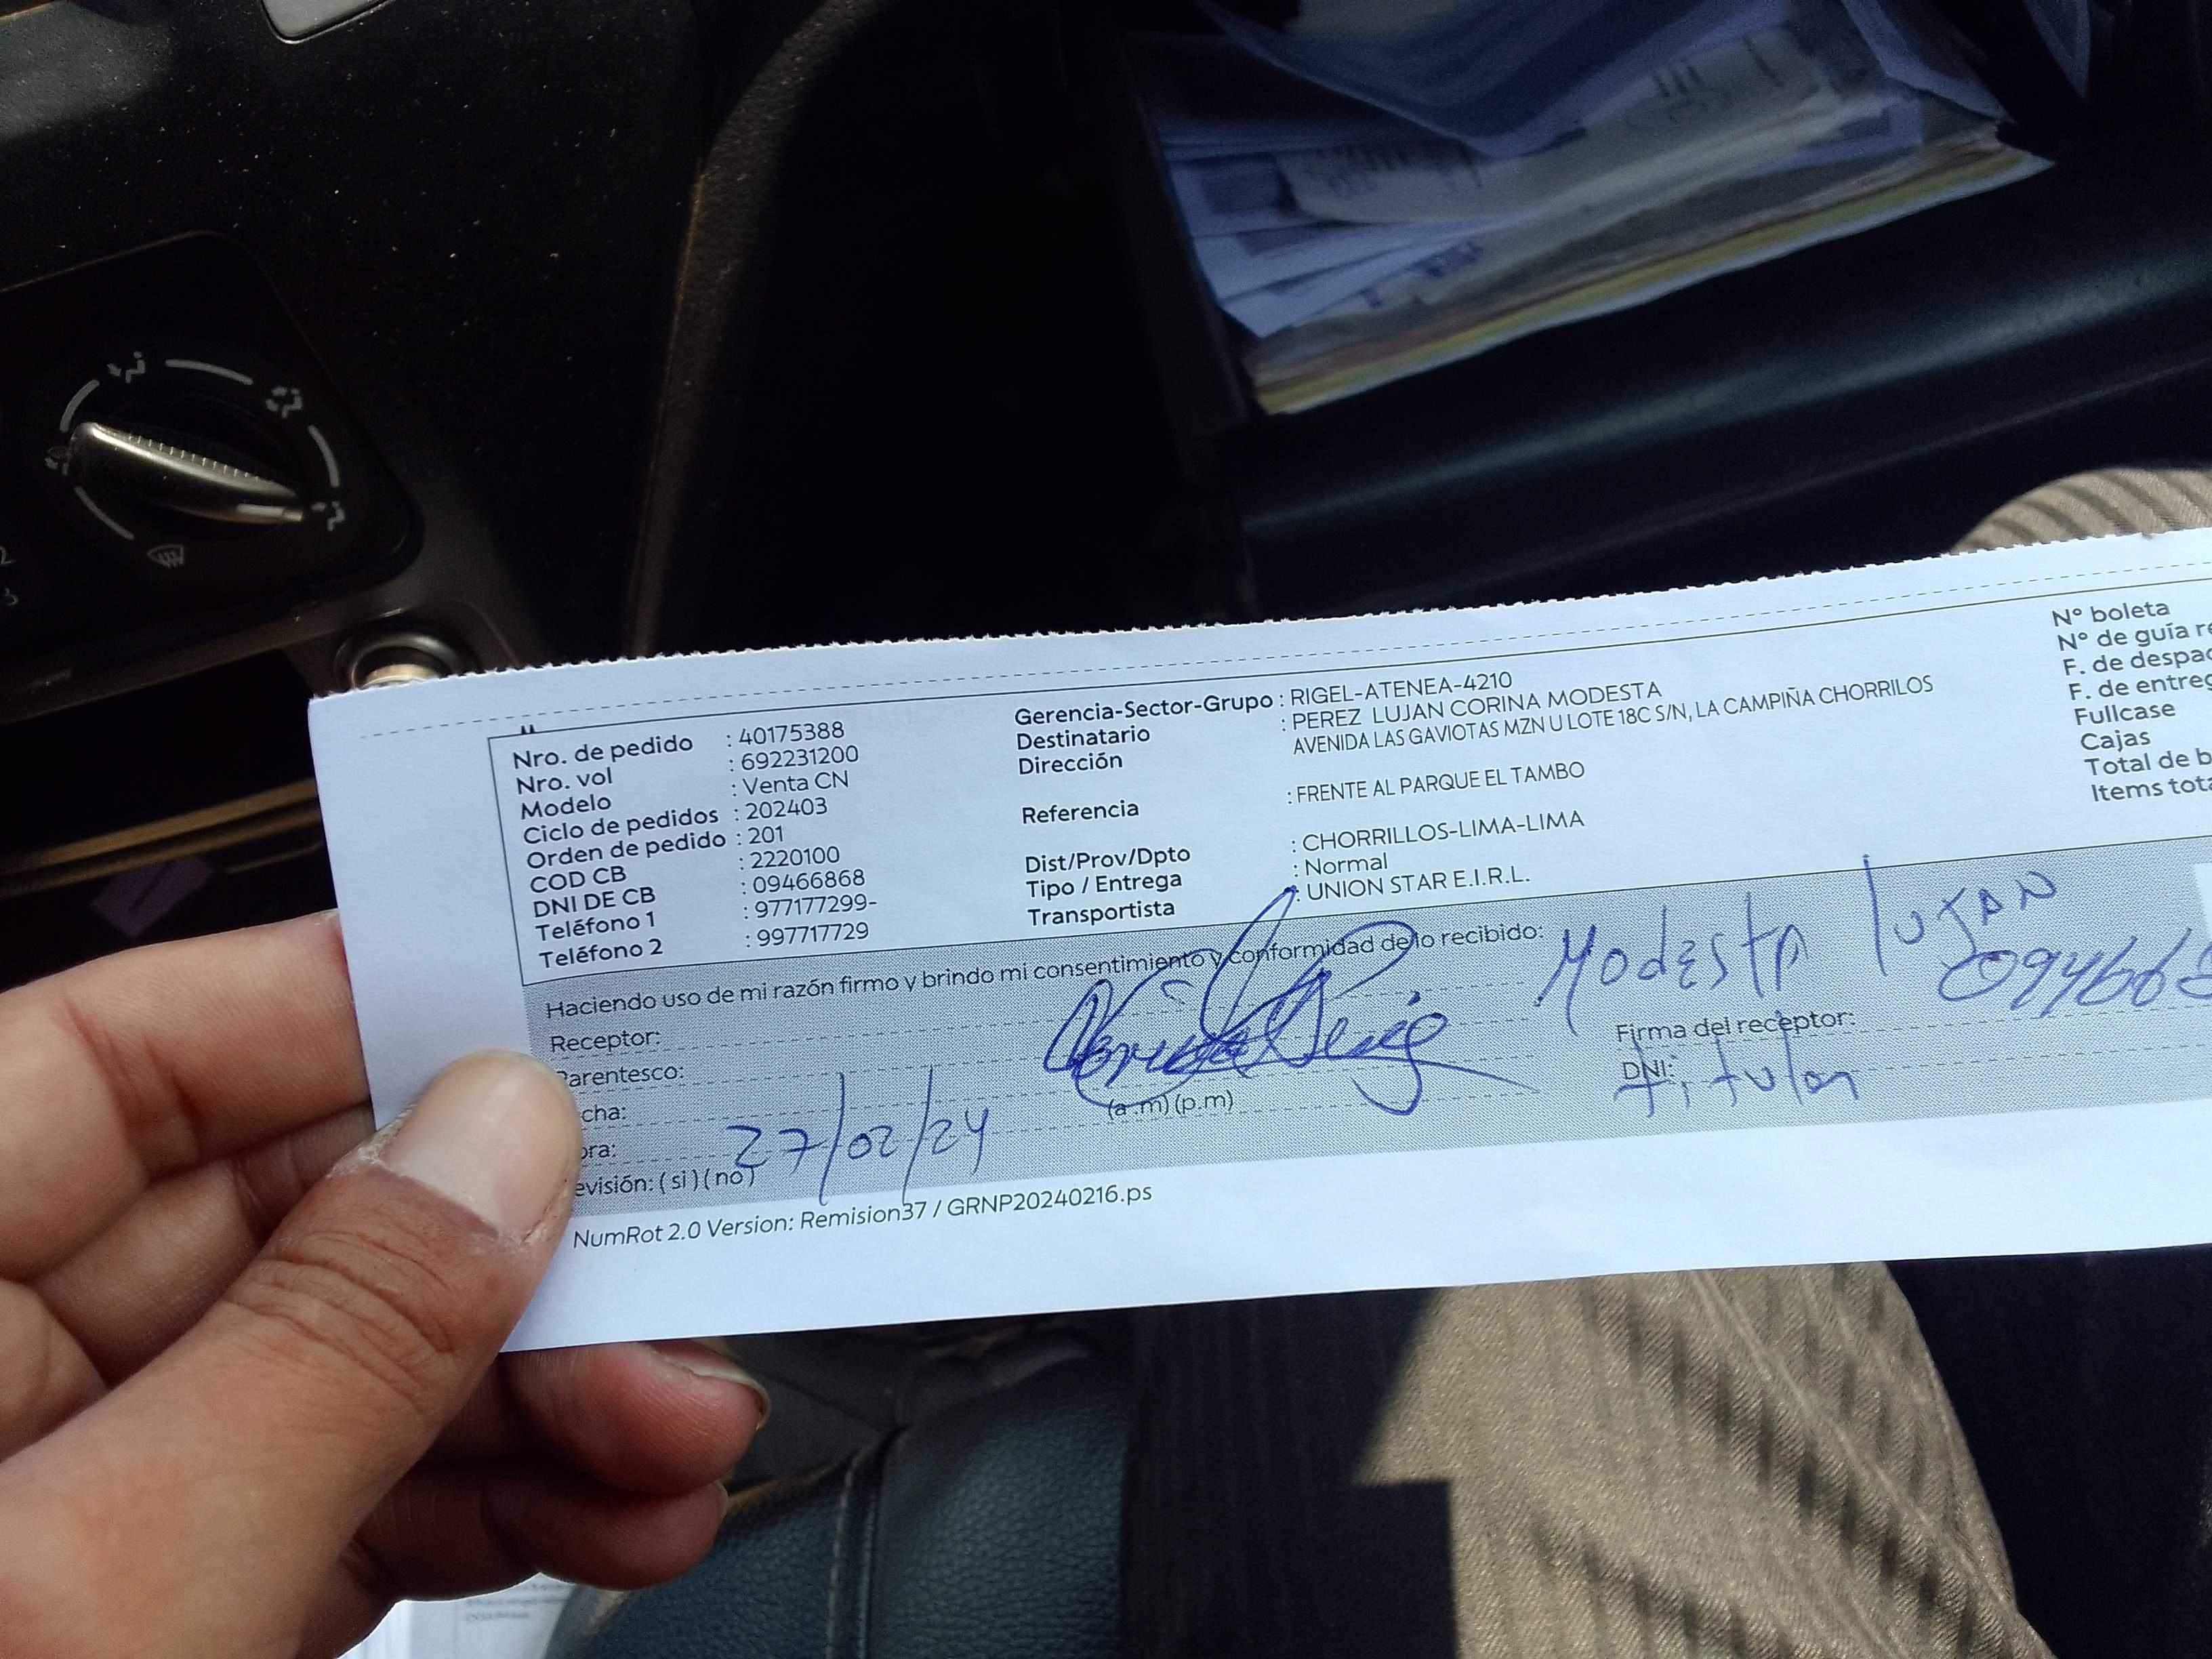 Nro. de pedido : 40175388
Nro. vol : 692231200
Modelo : Venta CN
Ciclo de pedidos : 202403
Orden de pedido : 201
COD CB : 2220100
DNI DE CB : 09466868
Teléfono 1 : 977177299-
Teléfono 2 : 997717729
Gerencia-Sector-Grupo : RIGEL-ATENEA-4210
Destinatario : PEREZ LUJAN CORINA MODESTA
Dirección AVENIDA LAS GAVIOTAS MZN U LOTE 18C S/N, LA CAMPIÑA CHORRILOS
Referencia : FRENTE AL PARQUE EL TAMBO
Dist/Prov/Dpto : CHORRILLOS-LIMA-LIMA
Tipo / Entrega : Normal
Transportista : UNION STAR E.I.R.L.
N° boleta
N° de guía re
F. de despac
F. de entreg
Fullcase
Cajas
Total de b
Items tota
Haciendo uso de mi razón firmo y brindo mi consentimiento y conformidad de lo recibido:
Modesta Lujan
Receptor:
094668
Parentesco:
Firma del receptor:
cha:
DNI:
Titular
ora:
(a .m) (p.m)
27/02/24
evisión: ( si ) ( no )
NumRot 2.0 Version: Remision37 / GRNP20240216.ps